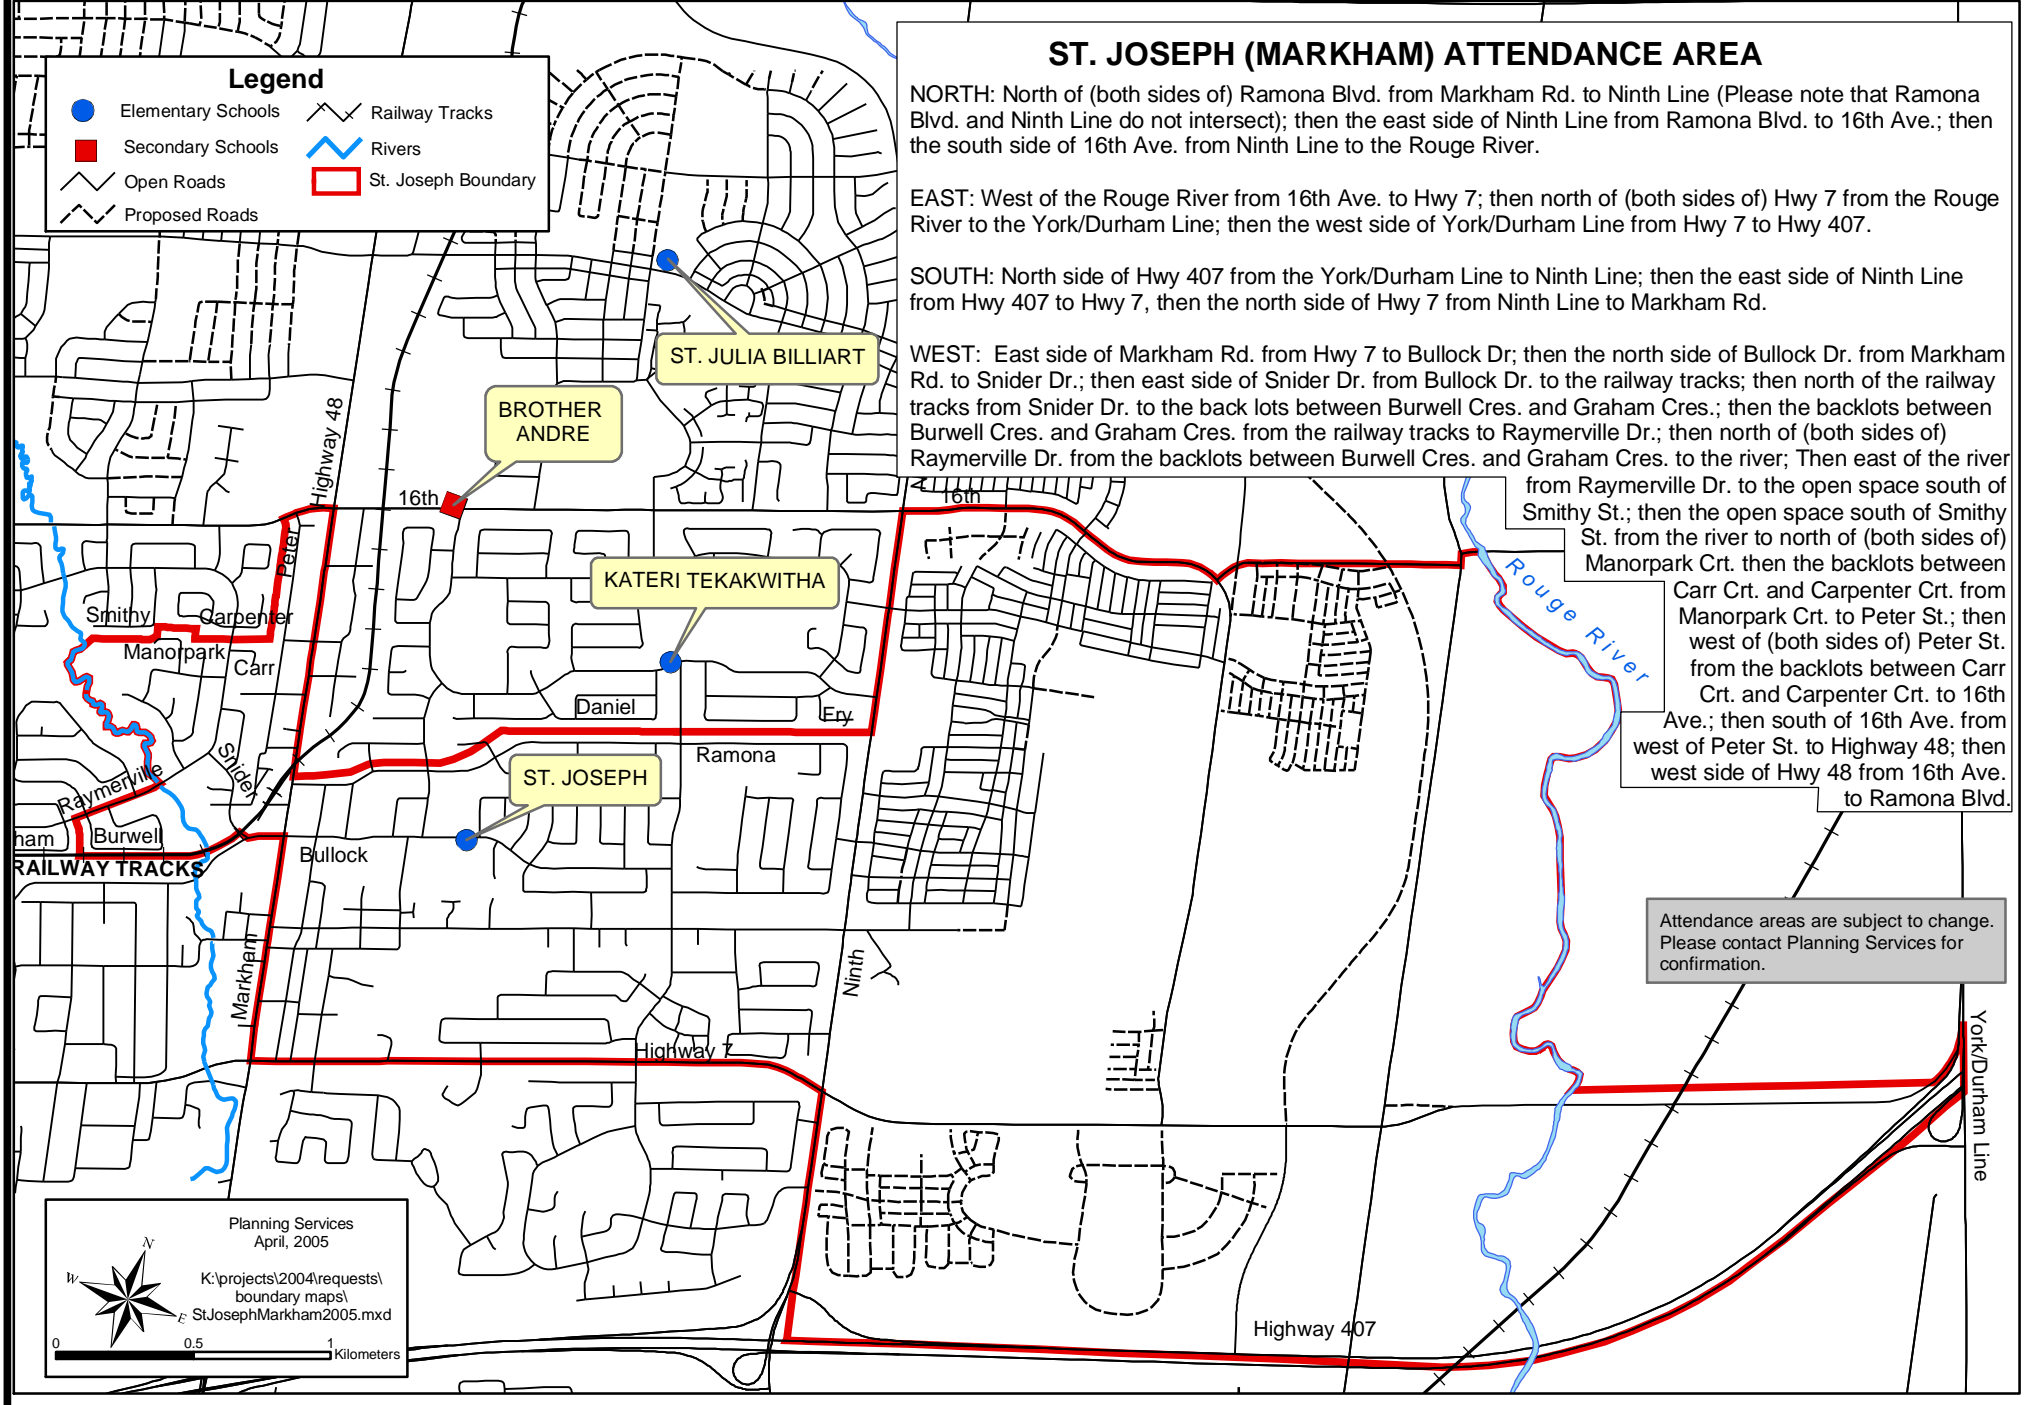 Legend
Elementary Schools
Railway Tracks
Secondary Schools
Rivers
Open Roads
St. Joseph Boundary
Proposed Roads
ST. JOSEPH (MARKHAM) ATTENDANCE AREA
NORTH: North of (both sides of) Ramona Blvd. from Markham Rd. to Ninth Line (Please note that Ramona
Blvd. and Ninth Line do not intersect); then the east side of Ninth Line from Ramona Blvd. to 16th Ave.; then
the south side of 16th Ave. from Ninth Line to the Rouge River.
EAST: West of the Rouge River from 16th Ave. to Hwy 7; then north of (both sides of) Hwy 7 from the Rouge
River to the York/Durham Line; then the west side of York/Durham Line from Hwy 7 to Hwy 407.
SOUTH: North side of Hwy 407 from the York/Durham Line to Ninth Line; then the east side of Ninth Line
from Hwy 407 to Hwy 7, then the north side of Hwy 7 from Ninth Line to Markham Rd.
WEST: East side of Markham Rd. from Hwy 7 to Bullock Dr; then the north side of Bullock Dr. from Markham
Rd. to Snider Dr.; then east side of Snider Dr. from Bullock Dr. to the railway tracks; then north of the railway
tracks from Snider Dr. to the back lots between Burwell Cres. and Graham Cres.; then the backlots between
Burwell Cres. and Graham Cres. from the railway tracks to Raymerville Dr.; then north of (both sides of)
Raymerville Dr. from the backlots between Burwell Cres. and Graham Cres. to the river; Then east of the river
from Raymerville Dr. to the open space south of
Smithy St.; then the open space south of Smithy
St. from the river to north of (both sides of)
Manorpark Crt. then the backlots between
Carr Crt. and Carpenter Crt. from
Manorpark Crt. to Peter St.; then
west of (both sides of) Peter St.
from the backlots between Carr
Crt. and Carpenter Crt. to 16th
Ave.; then south of 16th Ave. from
west of Peter St. to Highway 48; then
west side of Hwy 48 from 16th Ave.
to Ramona Blvd.
ST. JULIA BILLIART
BROTHER
ANDRE
Highway 48
16th
16th
Peter
KATERI TEKAKWITHA
Rouge River
Smithy
Carpenter
Manorpark
Carr
Daniel
Fry
Ramona
Snider
Raymerville
ST. JOSEPH
ham
Burwell
Bullock
RAILWAY TRACKS
Markham
Ninth
Attendance areas are subject to change.
Please contact Planning Services for
confirmation.
Highway 7
York/Durham Line
Highway 407
Planning Services
April, 2005
N
W
E
K:\projects\2004\requests\
boundary maps\
StJosephMarkham2005.mxd
0 0.5 1
Kilometers